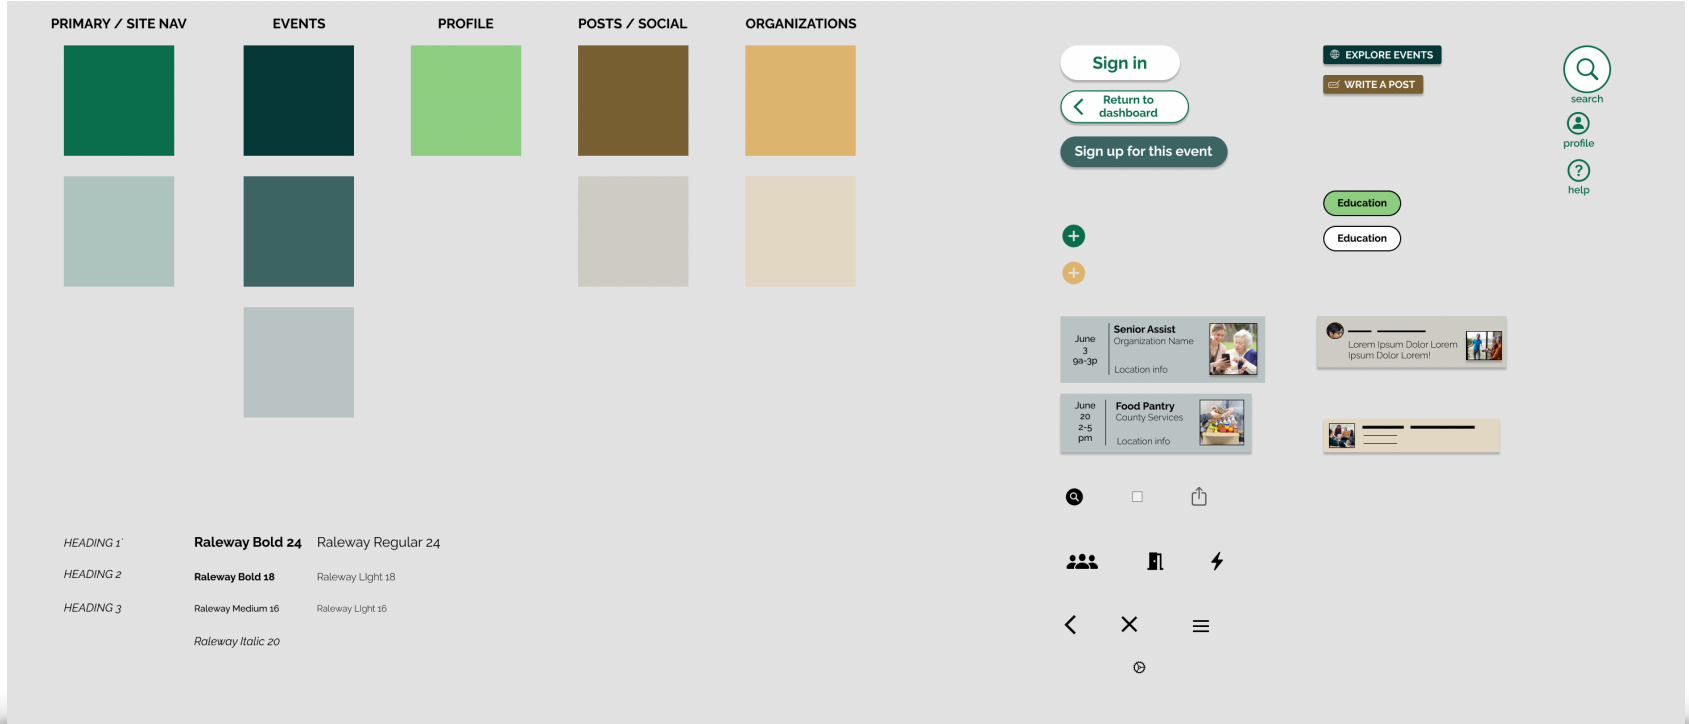 PRIMARY / SITE NAV
EVENTS
PROFILE
POSTS / SOCIAL
ORGANIZATIONS
Sign in
Return to
dashboard
Sign up for this event
EXPLORE EVENTS
WRITE A POST
search
profile
help
Education
Education
June
3
9a-3p
Senior Assist
Organization Name
Location info
June
20
2-5
pm
Food Pantry
County Services
Location info
Lorem Ipsum Dolor Lorem
Ipsum Dolor Lorem!
HEADING 1'
Raleway Bold 24
Raleway Regular 24
HEADING 2
Raleway Bold 18
Raleway LIght 18
HEADING 3
Raleway Medium 16
Raleway LIght 16
Raleway Italic 20